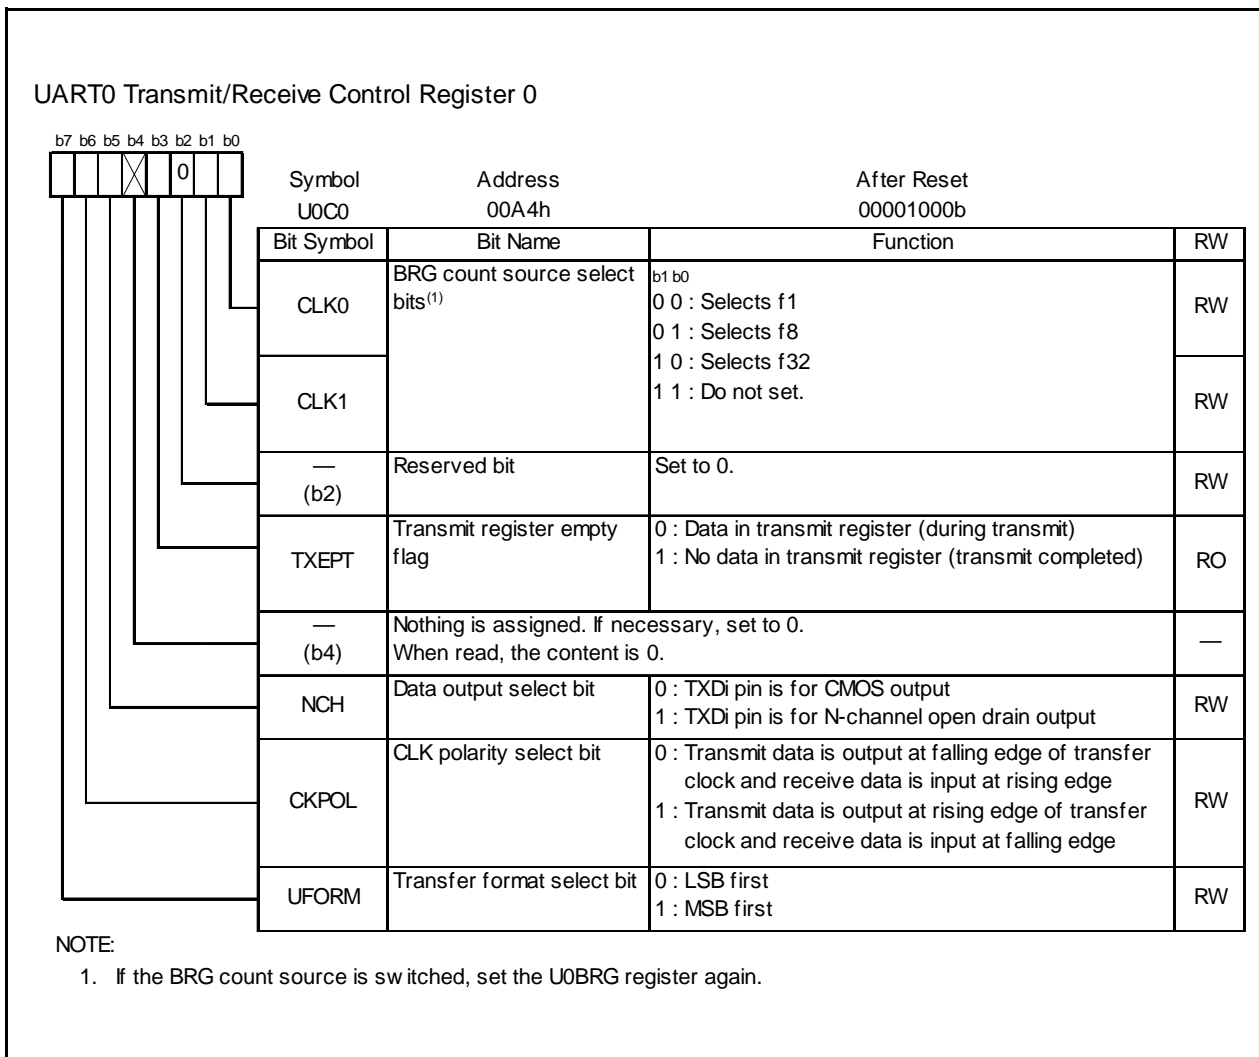 UART0 Transmit/Receive Control Register 0
b7 b6 b5 b4 b3 b2 b1 b0
0
Symbol Address After Reset
U0C0 00A4h 00001000b
Bit Symbol Bit Name Function RW
CLK0 BRG count source select bits(1) b1 b0
0 0 : Selects f1
0 1 : Selects f8
RW
1 0 : Selects f32
1 1 : Do not set.
CLK1 RW
—
(b2) Reserved bit Set to 0. RW
TXEPT Transmit register empty flag 0 : Data in transmit register (during transmit)
1 : No data in transmit register (transmit completed) RO
—
(b4) Nothing is assigned. If necessary, set to 0.
When read, the content is 0. —
NCH Data output select bit 0 : TXDi pin is for CMOS output
1 : TXDi pin is for N-channel open drain output RW
CKPOL CLK polarity select bit 0 : Transmit data is output at falling edge of transfer
clock and receive data is input at rising edge
1 : Transmit data is output at rising edge of transfer
clock and receive data is input at falling edge RW
UFORM Transfer format select bit 0 : LSB first
1 : MSB first RW
NOTE:
1. If the BRG count source is switched, set the U0BRG register again.